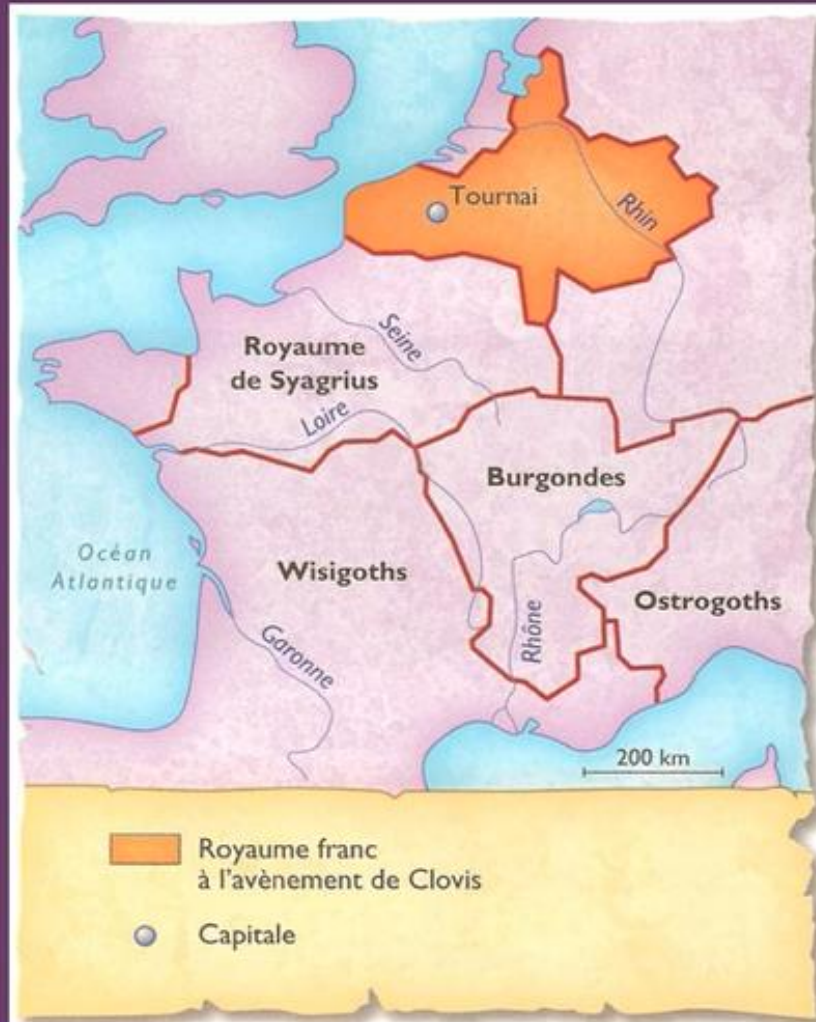 Tournai
Rhin
Seine
Royaume
de Syagrius
Loire
Burgondes
Océan
Atlantique
Wisigoths
Ostrogoths
Rhône
Garonne
200 km
Royaume franc
à l'avènement de Clovis
Capitale